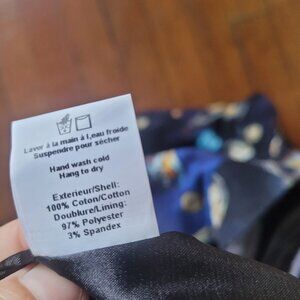 Laver à la main à l,eau froide
Suspendre pour sécher
Hand wash cold
Hang to dry
Exterieur/Shell:
100% Coton/Cotton
Doublure/Lining:
97% Polyester
3% Spandex